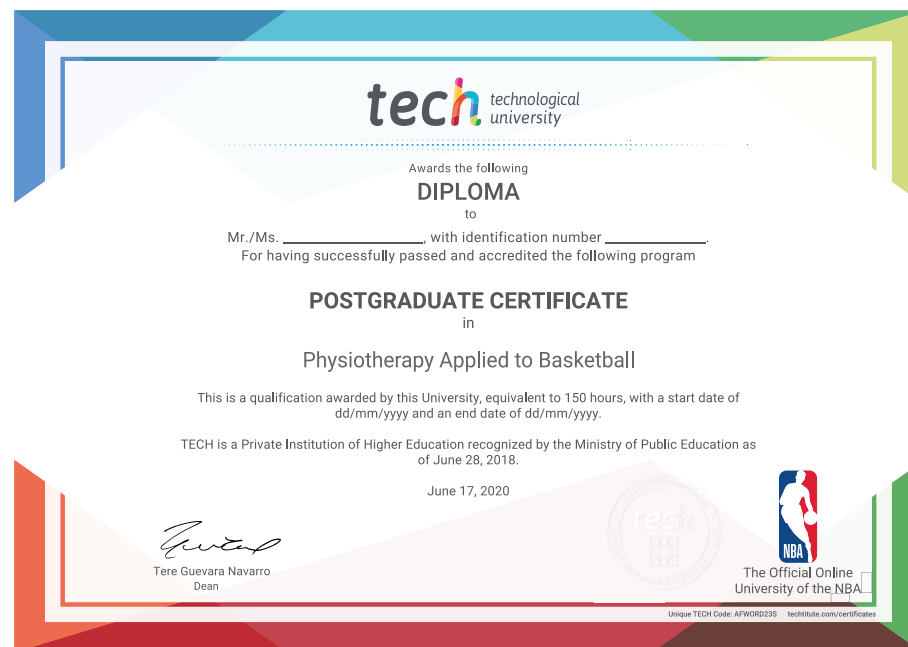 tech technological
university
Awards the following
DIPLOMA
to
Mr./Ms. ____________, with identification number ____________.
For having successfully passed and accredited the following program
POSTGRADUATE CERTIFICATE
in
Physiotherapy Applied to Basketball
This is a qualification awarded by this University, equivalent to 150 hours, with a start date of
dd/mm/yyyy and an end date of dd/mm/yyyy.
TECH is a Private Institution of Higher Education recognized by the Ministry of Public Education as
of June 28, 2018.
June 17, 2020
tech
NBA
Tere Guevara Navarro
Dean
The Official Online
University of the NBA
Unique TECH Code: AFWORD23S techtitute.com/certificates